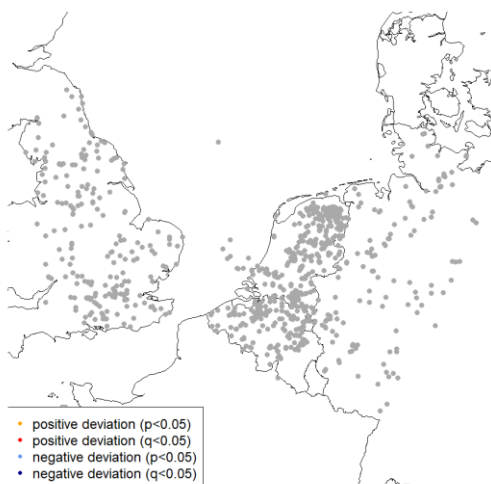 positive deviation (p<0.05)
positive deviation (q<0.05)
negative deviation (p<0.05)
negative deviation (q<0.05)